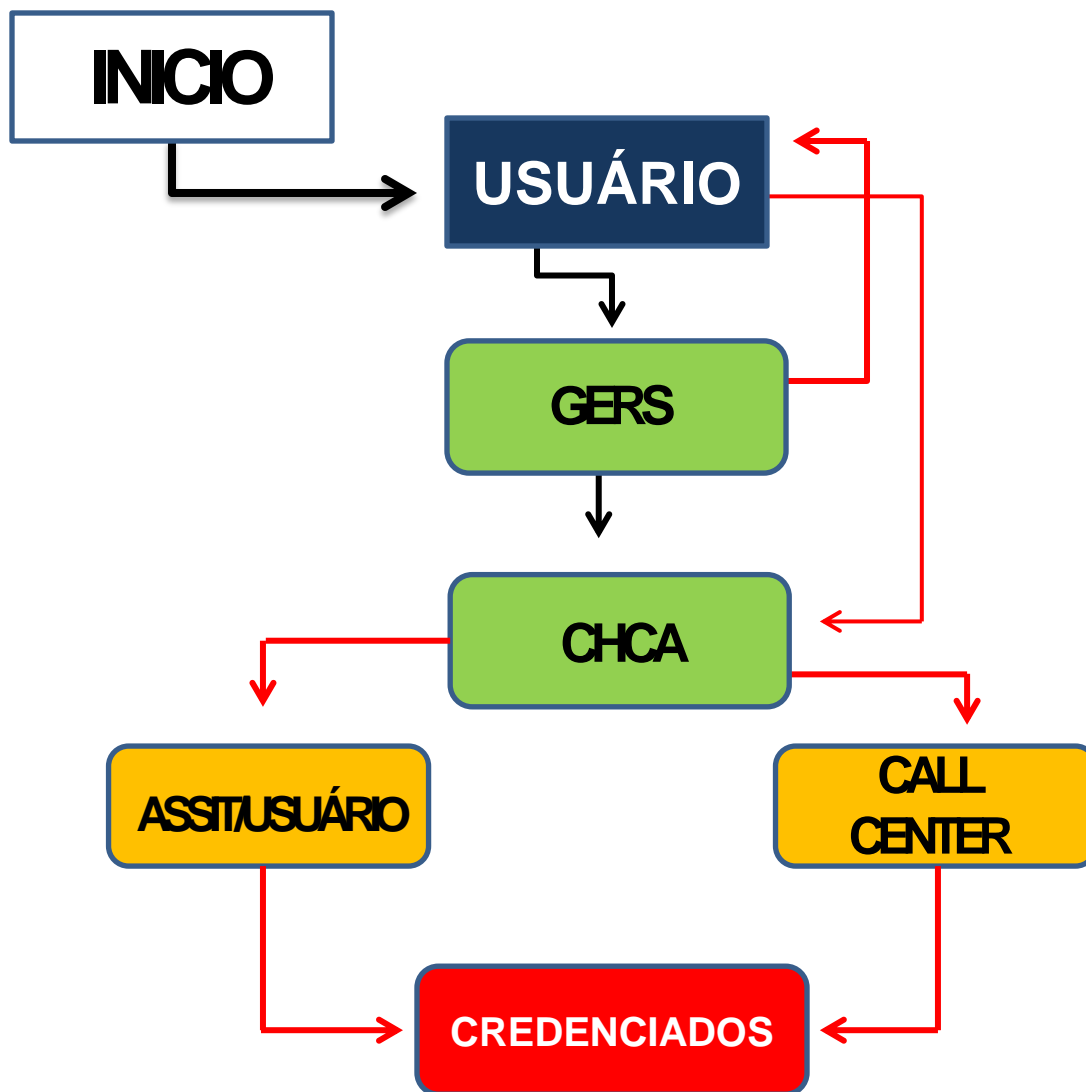 INICIO
USUÁRIO
GERS
CHCA
ASSIT/USUÁRIO
CALL
CENTER
CREDENCIADOS